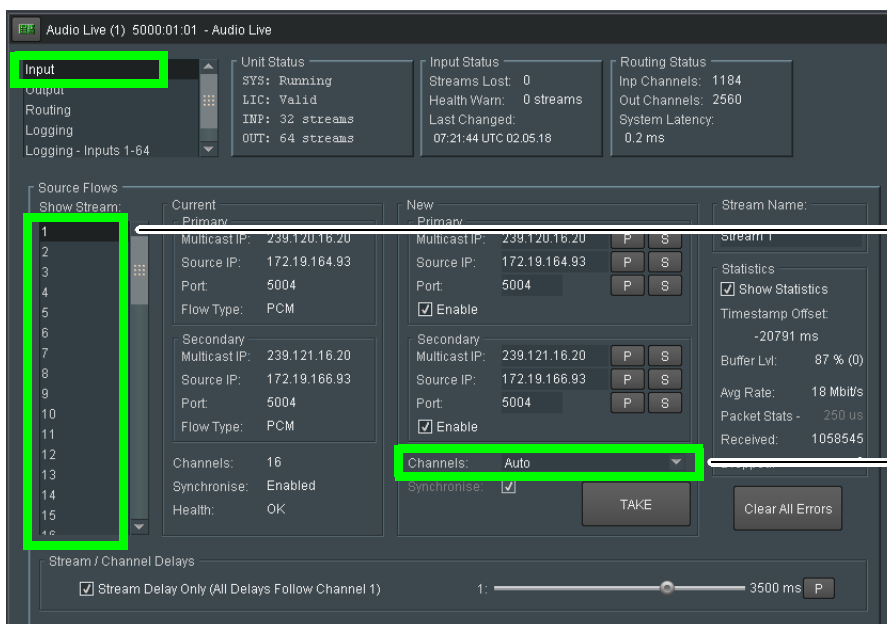 Audio Live (1) 5000:01:01 - Audio Live
Input
Output
Routing
Logging
Logging - Inputs 1-64
Unit Status
SYS: Running
LIC: Valid
INP: 32 streams
OUT: 64 streams
Input Status
Streams Lost: 0
Health Warn: 0 streams
Last Changed:
07:21:44 UTC 02.05.18
Routing Status
Inp Channels: 1184
Out Channels: 2560
System Latency:
0.2 ms
Source Flows
Show Stream:
1
2
3
4
5
6
7
8
9
10
11
12
13
14
15
16
Current
Primary
Multicast IP: 239.120.16.20
Source IP: 172.19.164.93
Port: 5004
Flow Type: PCM
Secondary
Multicast IP: 239.121.16.20
Source IP: 172.19.166.93
Port: 5004
Flow Type: PCM
Channels: 16
Synchronise: Enabled
Health: OK
New
Primary
Multicast IP: 239.120.16.20 P S
Source IP: 172.19.164.93 P S
Port: 5004 P S
Enable
Secondary
Multicast IP: 239.121.16.20 P S
Source IP: 172.19.166.93 P S
Port: 5004 P S
Enable
Channels: Auto
Synchronise:
TAKE
Stream Name:
Stream 1
Statistics
Show Statistics
Timestamp Offset:
-20791 ms
Buffer Lvl: 87 % (0)
Avg Rate: 18 Mbit/s
Packet Stats - 250 us
Received: 1058545
Clear All Errors
Stream / Channel Delays
Stream Delay Only (All Delays Follow Channel 1)
1: 3500 ms P